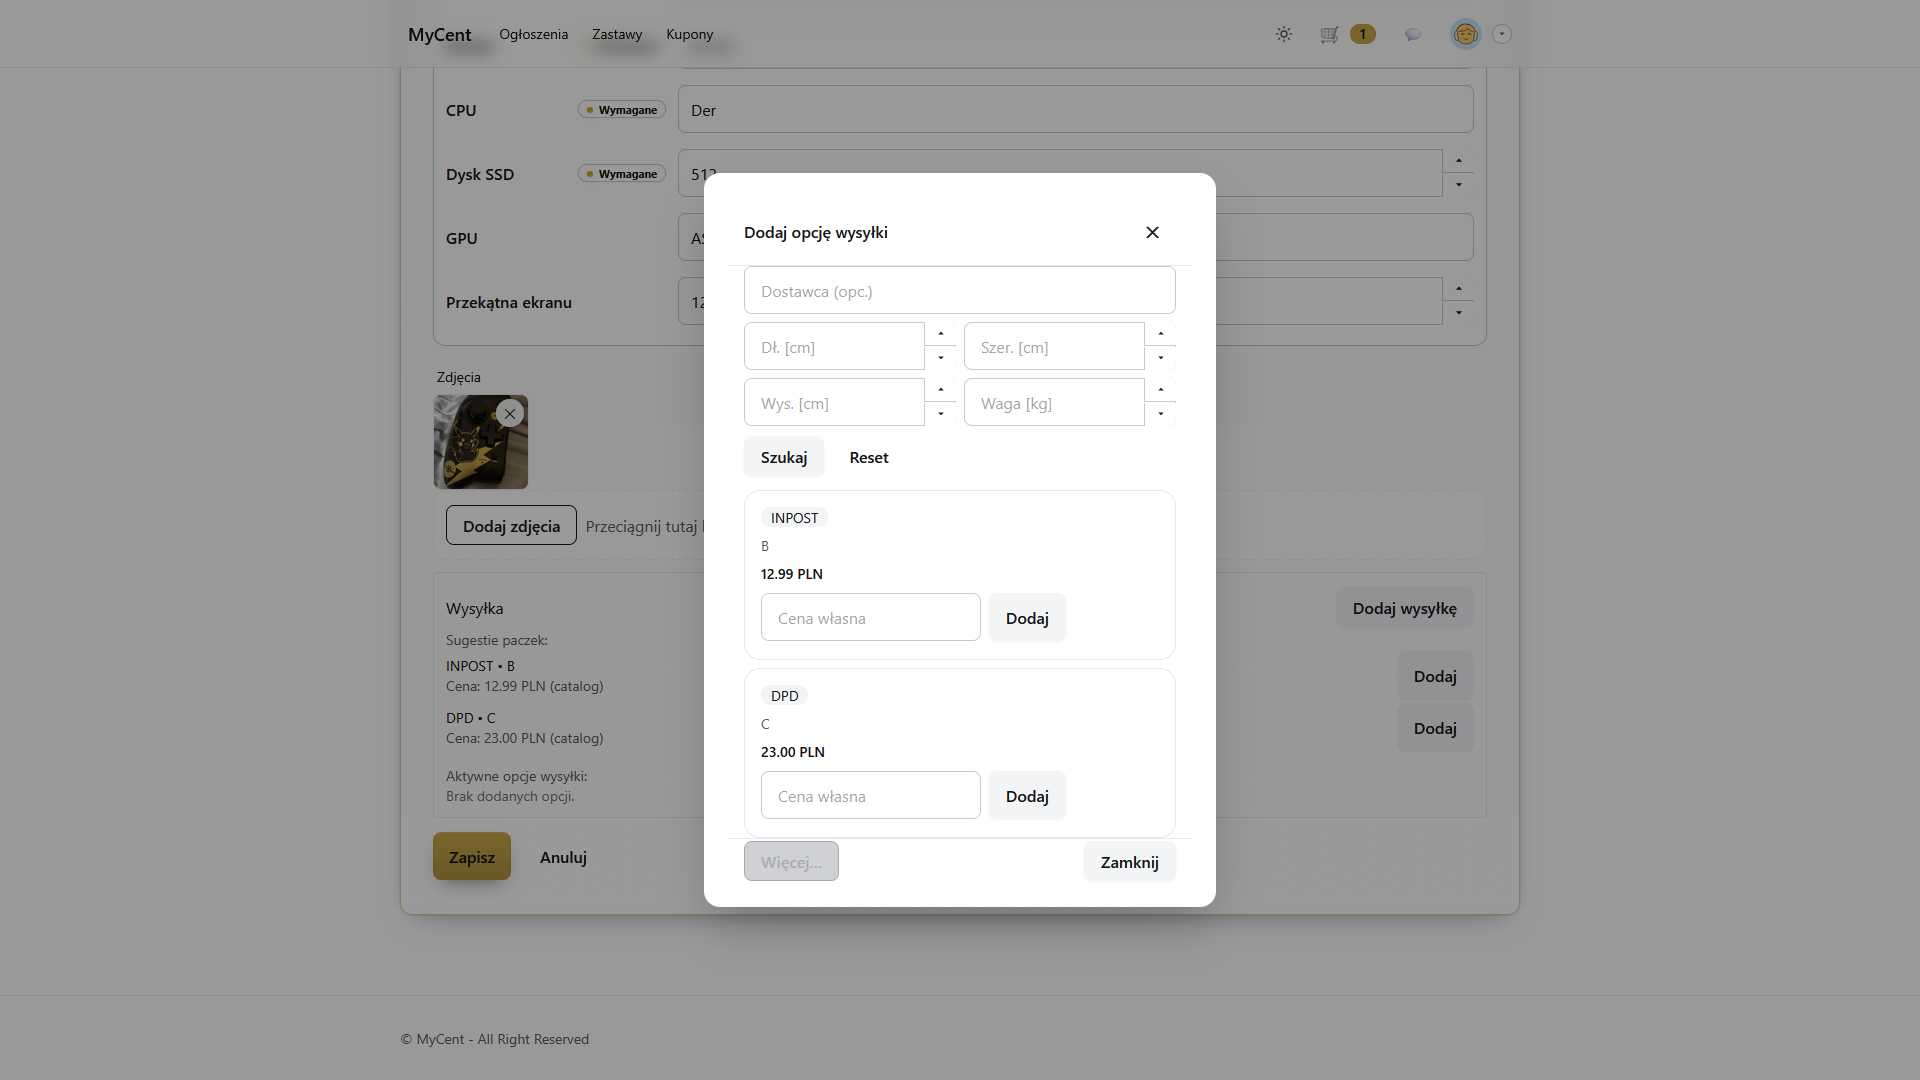 MyCent Ogłoszenia Zastawy Kupony 1
CPU Wymagane Der
Dysk SSD Wymagane 512
GPU
Przekątna ekranu 12
Zdjęcia
Dodaj zdjęcia Przeciągnij tutaj
Wysyłka Dodaj wysyłkę
Sugestie paczek:
INPOST • B
Cena: 12.99 PLN (catalog) Dodaj
DPD • C
Cena: 23.00 PLN (catalog) Dodaj
Aktywne opcje wysyłki:
Brak dodanych opcji.
Zapisz Anuluj
Dodaj opcję wysyłki
Dostawca (opc.)
Dł. [cm] Szer. [cm]
Wys. [cm] Waga [kg]
Szukaj Reset
INPOST
B
12.99 PLN
Cena własna Dodaj
DPD
C
23.00 PLN
Cena własna Dodaj
Więcej... Zamknij
© MyCent - All Right Reserved